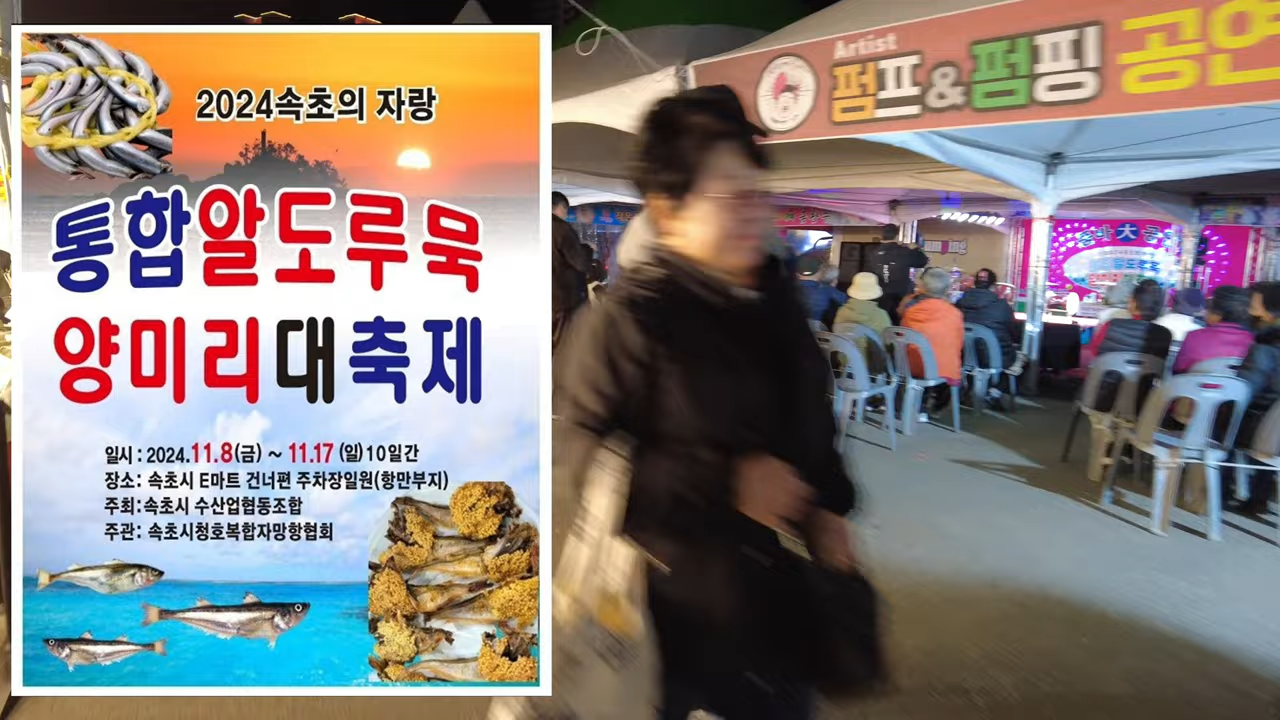 2024속초의 자랑
통합알도루묵
양미리대축제
일시 : 2024.11.8(금) ~ 11.17 (일)10일간
장소: 속초시 E마트 건너편 주차장일원(항만부지)
주최:속초시 수산업협동조합
주관: 속초시청호복합자망항협회
Artist
펌프&펌핑 공연